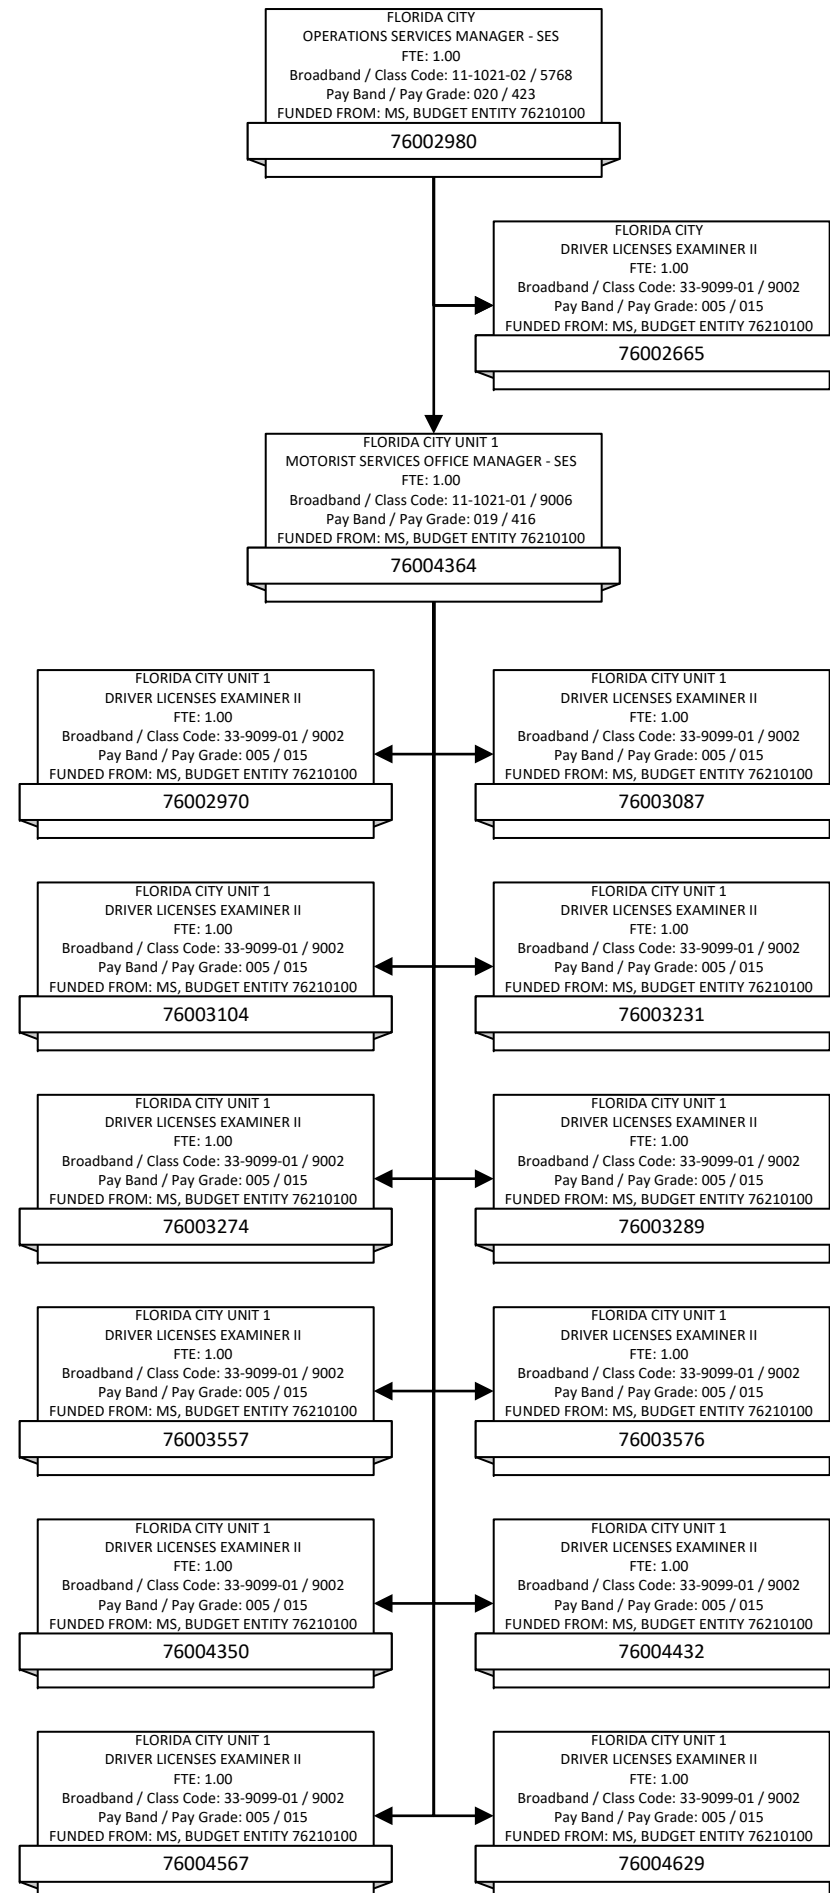 FLORIDA CITY
OPERATIONS SERVICES MANAGER - SES
FTE: 1.00
Broadband / Class Code: 11-1021-02 / 5768
Pay Band / Pay Grade: 020 / 423
FUNDED FROM: MS, BUDGET ENTITY 76210100
76002980
FLORIDA CITY
DRIVER LICENSES EXAMINER II
FTE: 1.00
Broadband / Class Code: 33-9099-01 / 9002
Pay Band / Pay Grade: 005 / 015
FUNDED FROM: MS, BUDGET ENTITY 76210100
76002665
FLORIDA CITY UNIT 1
MOTORIST SERVICES OFFICE MANAGER - SES
FTE: 1.00
Broadband / Class Code: 11-1021-01 / 9006
Pay Band / Pay Grade: 019 / 416
FUNDED FROM: MS, BUDGET ENTITY 76210100
76004364
FLORIDA CITY UNIT 1
DRIVER LICENSES EXAMINER II
FTE: 1.00
Broadband / Class Code: 33-9099-01 / 9002
Pay Band / Pay Grade: 005 / 015
FUNDED FROM: MS, BUDGET ENTITY 76210100
76002970
FLORIDA CITY UNIT 1
DRIVER LICENSES EXAMINER II
FTE: 1.00
Broadband / Class Code: 33-9099-01 / 9002
Pay Band / Pay Grade: 005 / 015
FUNDED FROM: MS, BUDGET ENTITY 76210100
76003087
FLORIDA CITY UNIT 1
DRIVER LICENSES EXAMINER II
FTE: 1.00
Broadband / Class Code: 33-9099-01 / 9002
Pay Band / Pay Grade: 005 / 015
FUNDED FROM: MS, BUDGET ENTITY 76210100
76003104
FLORIDA CITY UNIT 1
DRIVER LICENSES EXAMINER II
FTE: 1.00
Broadband / Class Code: 33-9099-01 / 9002
Pay Band / Pay Grade: 005 / 015
FUNDED FROM: MS, BUDGET ENTITY 76210100
76003231
FLORIDA CITY UNIT 1
DRIVER LICENSES EXAMINER II
FTE: 1.00
Broadband / Class Code: 33-9099-01 / 9002
Pay Band / Pay Grade: 005 / 015
FUNDED FROM: MS, BUDGET ENTITY 76210100
76003274
FLORIDA CITY UNIT 1
DRIVER LICENSES EXAMINER II
FTE: 1.00
Broadband / Class Code: 33-9099-01 / 9002
Pay Band / Pay Grade: 005 / 015
FUNDED FROM: MS, BUDGET ENTITY 76210100
76003289
FLORIDA CITY UNIT 1
DRIVER LICENSES EXAMINER II
FTE: 1.00
Broadband / Class Code: 33-9099-01 / 9002
Pay Band / Pay Grade: 005 / 015
FUNDED FROM: MS, BUDGET ENTITY 76210100
76003557
FLORIDA CITY UNIT 1
DRIVER LICENSES EXAMINER II
FTE: 1.00
Broadband / Class Code: 33-9099-01 / 9002
Pay Band / Pay Grade: 005 / 015
FUNDED FROM: MS, BUDGET ENTITY 76210100
76003576
FLORIDA CITY UNIT 1
DRIVER LICENSES EXAMINER II
FTE: 1.00
Broadband / Class Code: 33-9099-01 / 9002
Pay Band / Pay Grade: 005 / 015
FUNDED FROM: MS, BUDGET ENTITY 76210100
76004350
FLORIDA CITY UNIT 1
DRIVER LICENSES EXAMINER II
FTE: 1.00
Broadband / Class Code: 33-9099-01 / 9002
Pay Band / Pay Grade: 005 / 015
FUNDED FROM: MS, BUDGET ENTITY 76210100
76004432
FLORIDA CITY UNIT 1
DRIVER LICENSES EXAMINER II
FTE: 1.00
Broadband / Class Code: 33-9099-01 / 9002
Pay Band / Pay Grade: 005 / 015
FUNDED FROM: MS, BUDGET ENTITY 76210100
76004567
FLORIDA CITY UNIT 1
DRIVER LICENSES EXAMINER II
FTE: 1.00
Broadband / Class Code: 33-9099-01 / 9002
Pay Band / Pay Grade: 005 / 015
FUNDED FROM: MS, BUDGET ENTITY 76210100
76004629